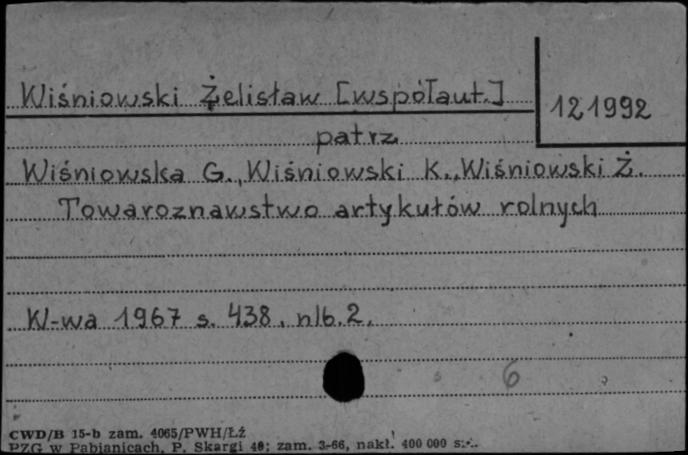 Wiśniowski Żelisław [współaut.]
121992
patrz
Wiśniowska G., Wiśniowski K., Wiśniowski Ż.
Towaroznawstwo artykułów rolnych
W-wa 1967 s. 438, nlb. 2.
6
CWD/B 15-b zam. 4065/PWH/Łź
PZG w Pabianicach, P. Skargi 40; zam. 3-66, nakł. 400 000 sz.